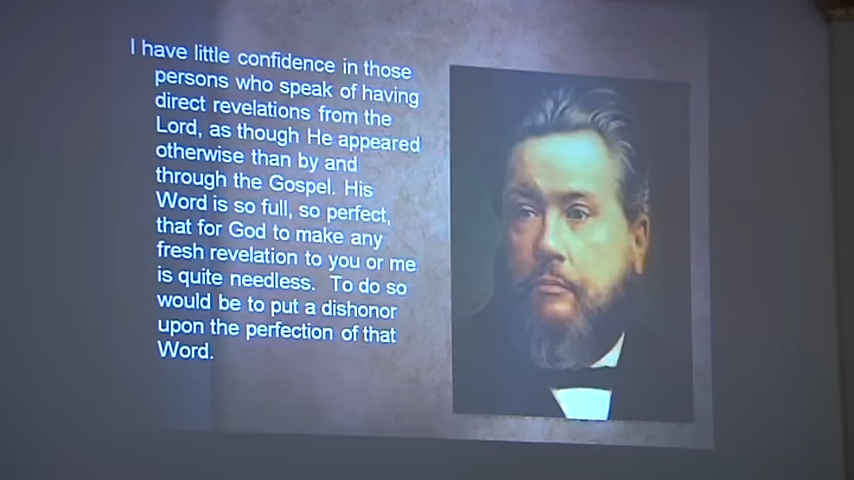 I have little confidence in those
persons who speak of having
direct revelations from the
Lord, as though He appeared
otherwise than by and
through the Gospel. His
Word is so full, so perfect,
that for God to make any
fresh revelation to you or me
is quite needless. To do so
would be to put a dishonor
upon the perfection of that
Word.